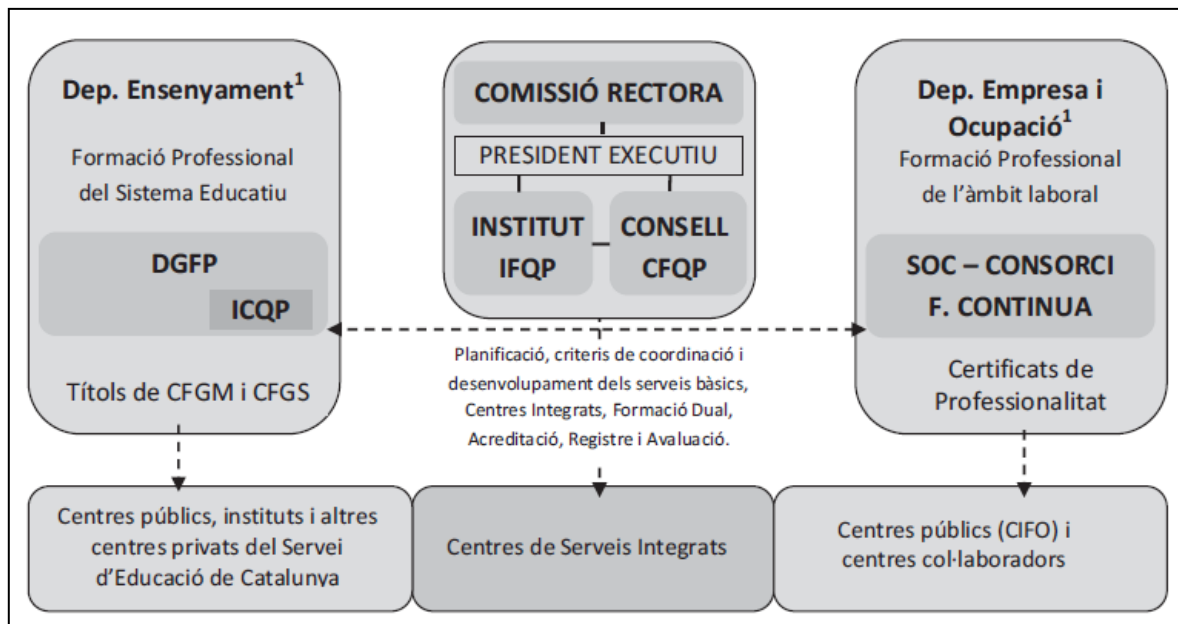 Dep. Ensenyament1
Formació Professional
del Sistema Educatiu
DGFP
ICQP
Títols de CFGM i CFGS
COMISSIÓ RECTORA
PRESIDENT EXECUTIU
INSTITUT
IFQP
CONSELL
CFQP
Planificació, criteris de coordinació i
desenvolupament dels serveis bàsics,
Centres Integrats, Formació Dual,
Acreditació, Registre i Avaluació.
Dep. Empresa i
Ocupació1
Formació Professional
de l’àmbit laboral
SOC – CONSORCI
F. CONTINUA
Certificats de
Professionalitat
Centres públics, instituts i altres
centres privats del Servei
d’Educació de Catalunya
Centres de Serveis Integrats
Centres públics (CIFO) i
centres col·laboradors